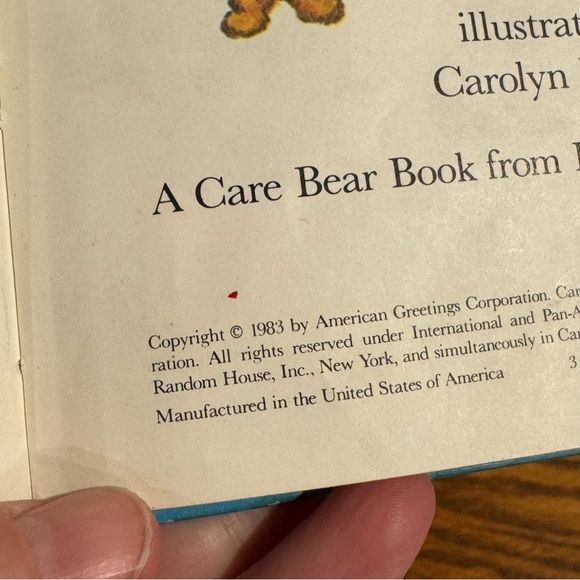 illustrat
Carolyn
A Care Bear Book from
Copyright © 1983 by American Greetings Corporation. Car
ration. All rights reserved under International and Pan-A
Random House, Inc., New York, and simultaneously in Ca
Manufactured in the United States of America 3